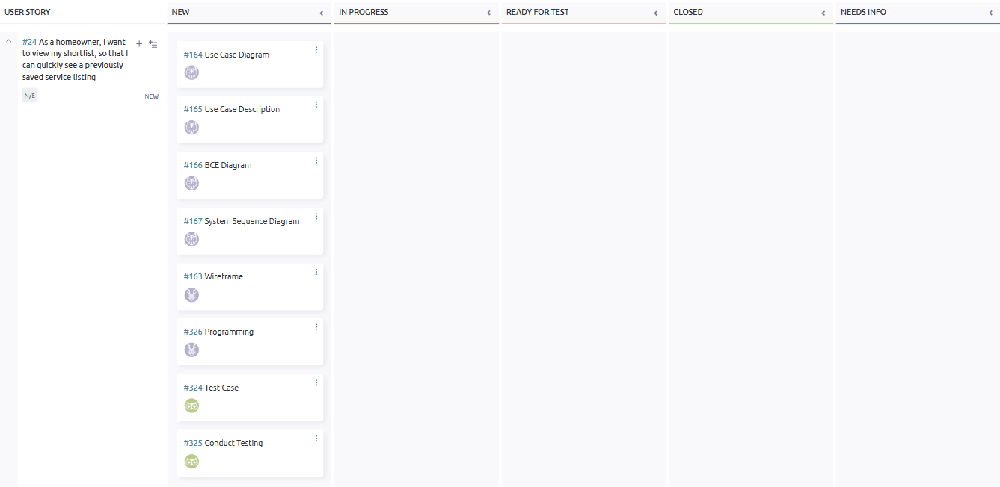 USER STORY
NEW
IN PROGRESS
READY FOR TEST
CLOSED
NEEDS INFO
#24 As a homeowner, I want
to view my shortlist, so that I
can quickly see a previously
saved service listing
N/E
NEW
#164 Use Case Diagram
#165 Use Case Description
#166 BCE Diagram
#167 System Sequence Diagram
#163 Wireframe
#326 Programming
#324 Test Case
#325 Conduct Testing